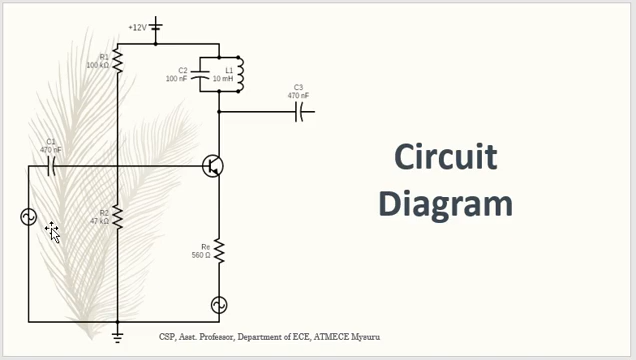 +12V
R1
100 kΩ
C2
100 nF
L1
10 mH
C3
470 nF
C1
470 nF
R2
47 kΩ
Re
560 Ω
Circuit
Diagram
CSP, Asst. Professor, Department of ECE, ATMECE Mysuru